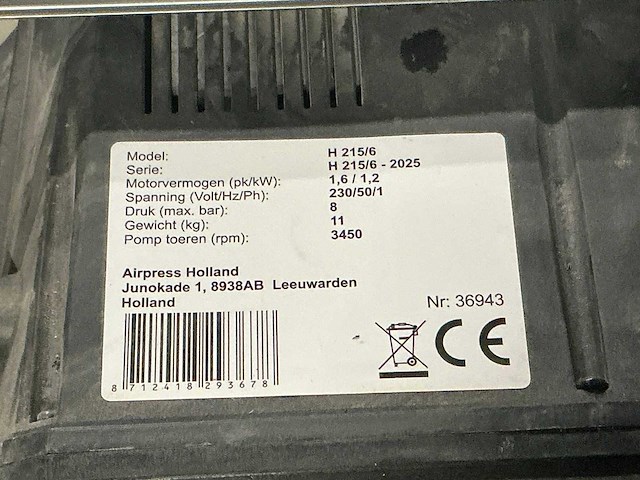 Model: H 215/6
Serie: H 215/6 - 2025
Motorvermogen (pk/kW): 1,6 / 1,2
Spanning (Volt/Hz/Ph): 230/50/1
Druk (max. bar): 8
Gewicht (kg): 11
Pomp toeren (rpm): 3450
Airpress Holland
Junokade 1, 8938AB Leeuwarden
Holland
Nr: 36943
CE
8 712418 293678